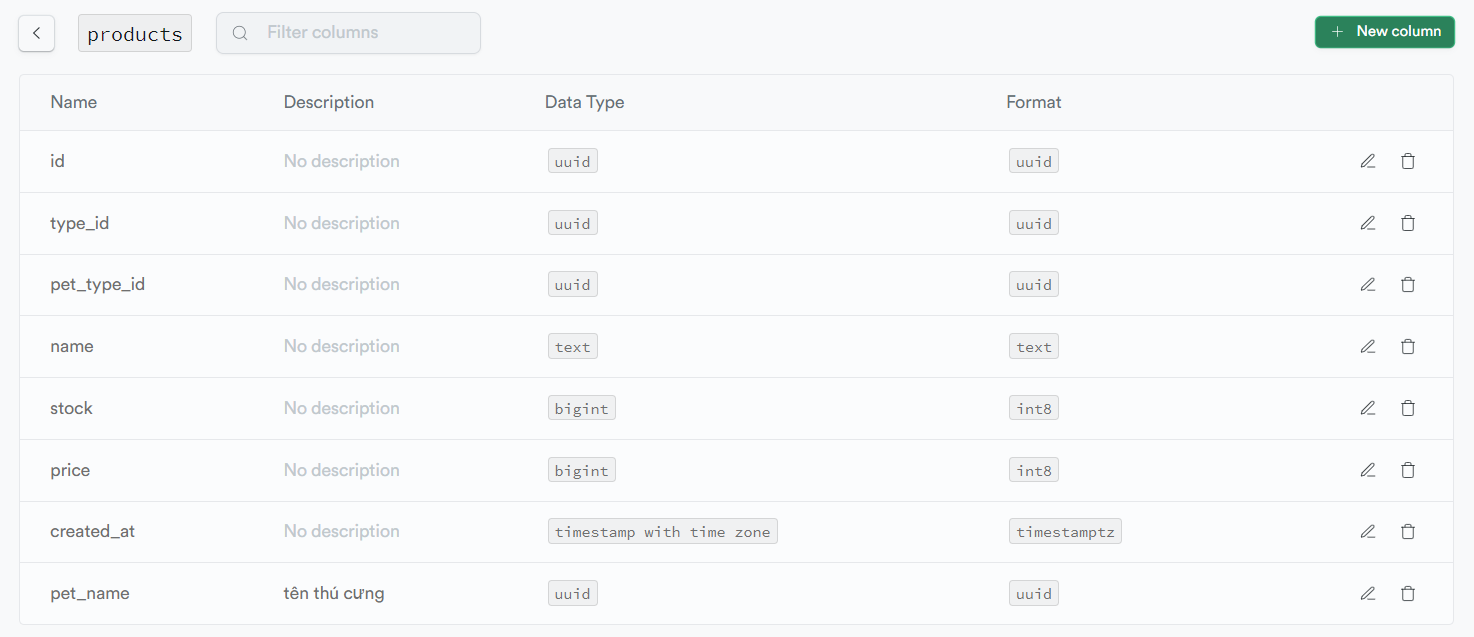 products Filter columns New column
Name Description Data Type Format
id No description uuid uuid
type_id No description uuid uuid
pet_type_id No description uuid uuid
name No description text text
stock No description bigint int8
price No description bigint int8
created_at No description timestamp with time zone timestamptz
pet_name tên thú cưng uuid uuid